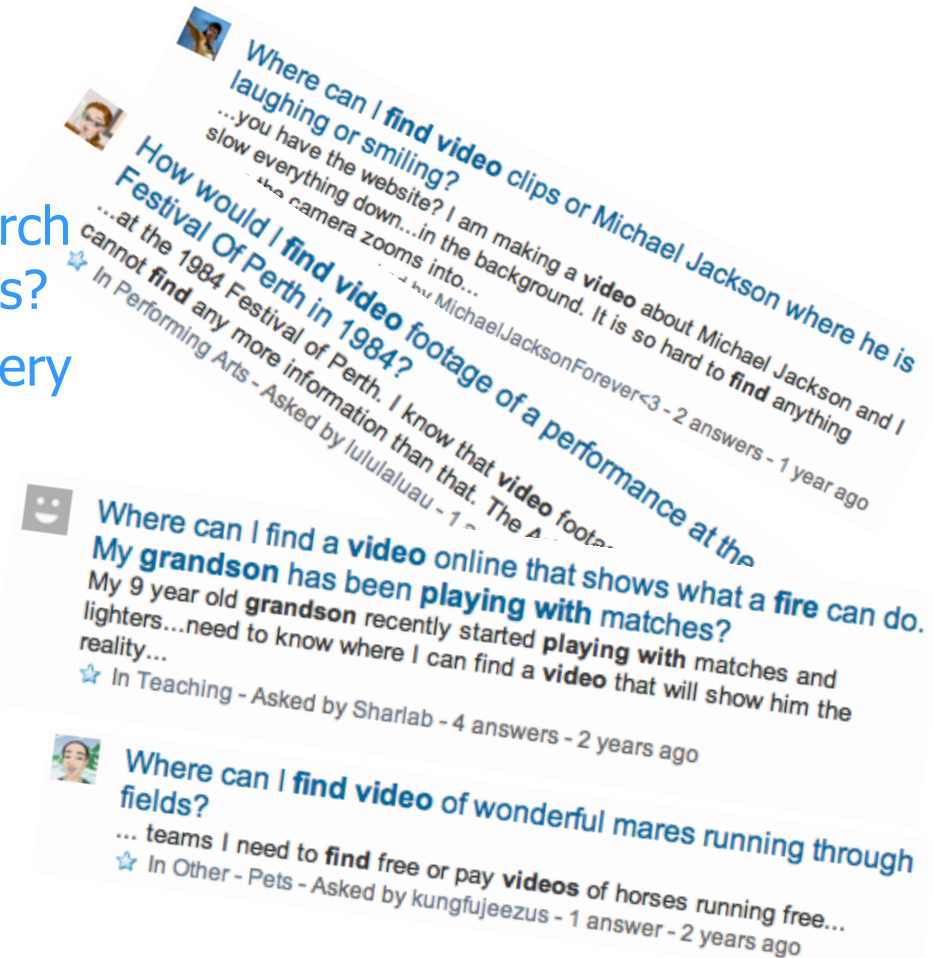 rch
s?
ery
Where can I find video clips or Michael Jackson where he is
laughing or smiling?
...you have the website? I am making a video about Michael Jackson and I
slow everything down...in the background. It is so hard to find anything
the camera zooms into...
by MichaelJacksonForever<3 - 2 answers - 1 year ago
How would I find video footage of a performance at the
Festival Of Perth in 1984?
...at the 1984 Festival of Perth. I know that video
cannot find any more information than that. The
In Performing Arts - Asked by lululaluau - 1
Where can I find a video online that shows what a fire can do.
My grandson has been playing with matches?
My 9 year old grandson recently started playing with matches and
lighters...need to know where I can find a video that will show him the
reality...
In Teaching - Asked by Sharlab - 4 answers - 2 years ago
Where can I find video of wonderful mares running through
fields?
... teams I need to find free or pay videos of horses running free...
In Other - Pets - Asked by kungfujeezus - 1 answer - 2 years ago